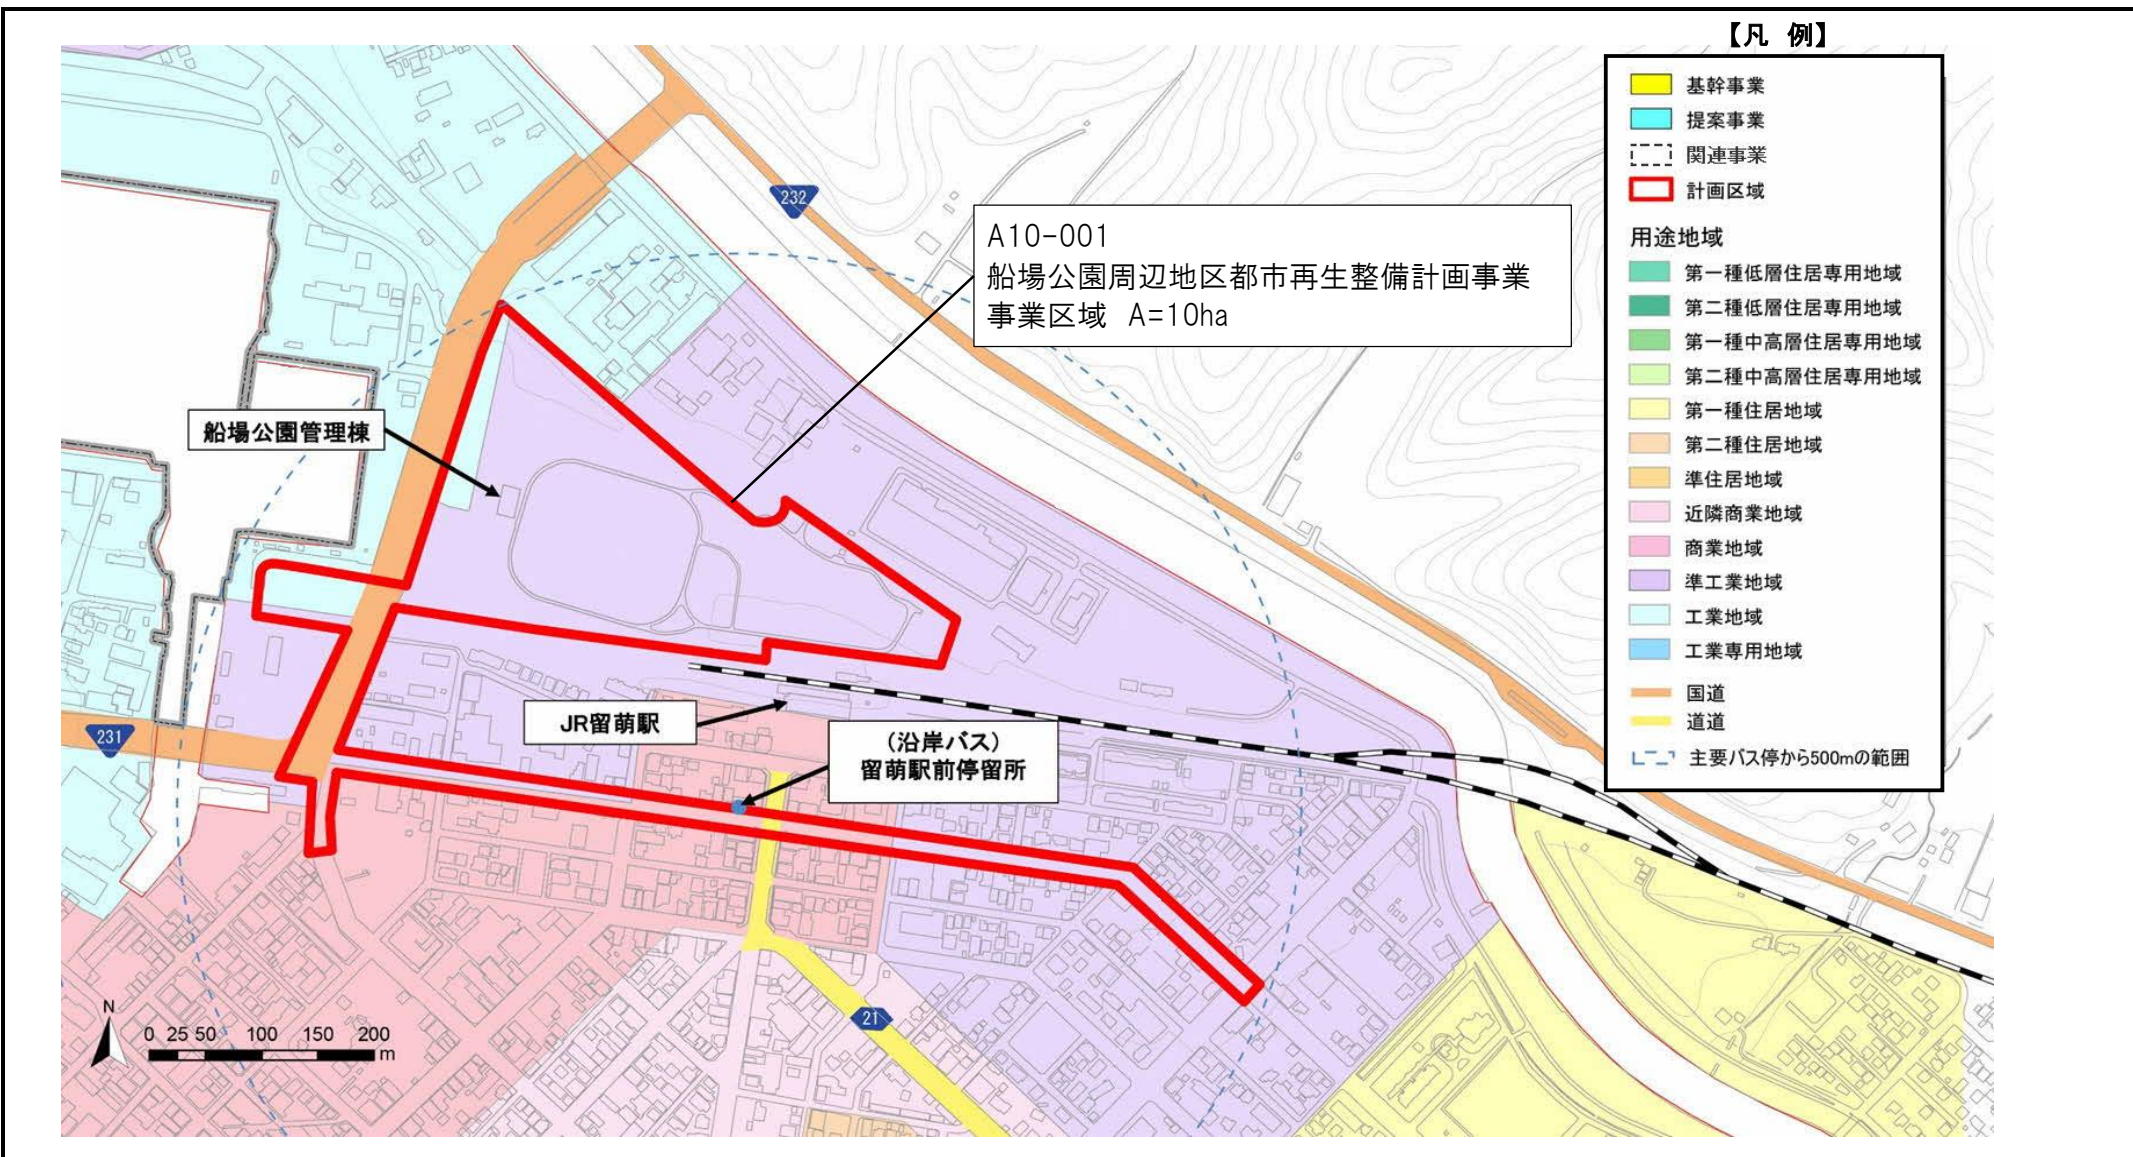 【凡 例】
基幹事業
提案事業
関連事業
計画区域
用途地域
第一種低層住居専用地域
第二種低層住居専用地域
第一種中高層住居専用地域
第二種中高層住居専用地域
第一種住居地域
第二種住居地域
準住居地域
近隣商業地域
商業地域
準工業地域
工業地域
工業専用地域
国道
道道
主要バス停から500mの範囲
232
A10-001
船場公園周辺地区都市再生整備計画事業
事業区域 A=10ha
船場公園管理棟
JR留萌駅
(沿岸バス)
留萌駅前停留所
231
21
N
0 25 50 100 150 200
m